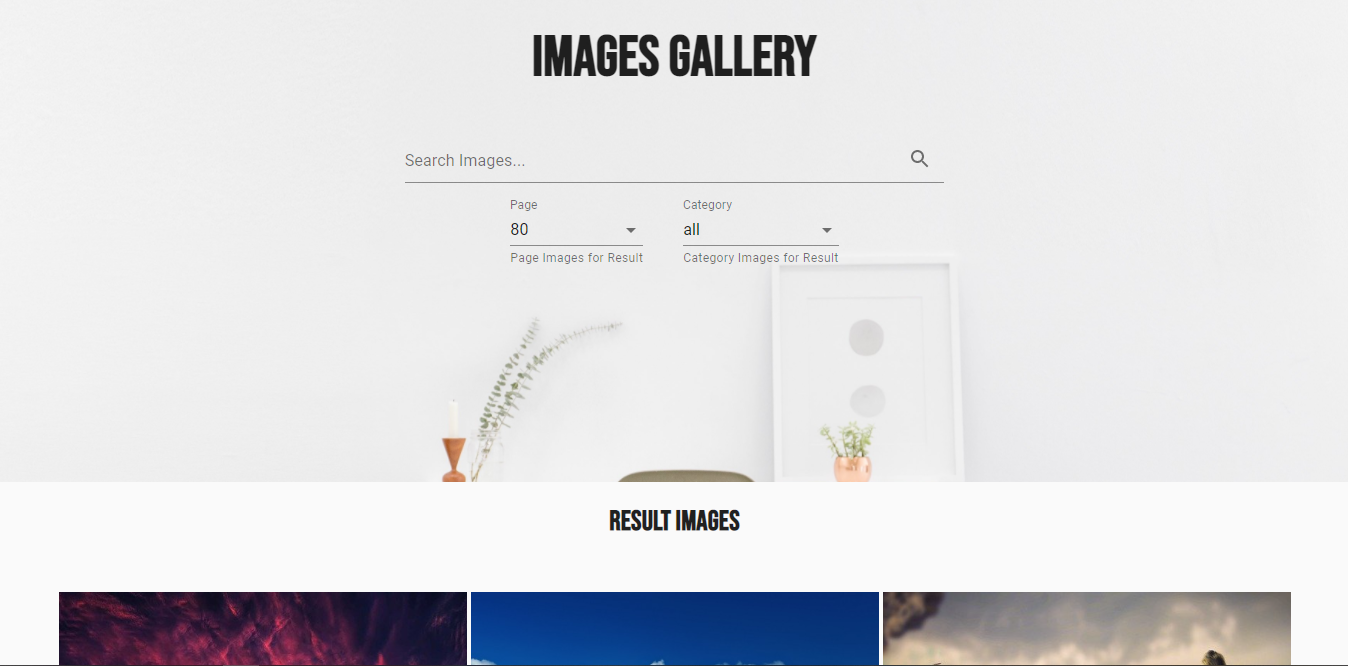 IMAGES GALLERY
Search Images...
Page
Category
80
all
Page Images for Result
Category Images for Result
RESULT IMAGES